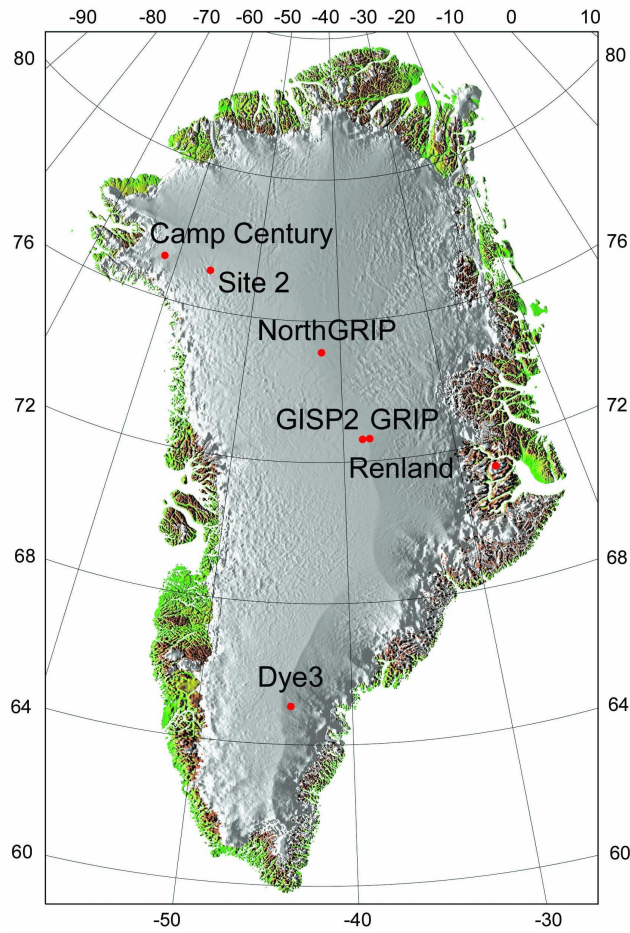 -90 -80 -70 -60 -50 -40 -30 -20 0 10
80 80
Camp Century
76 76
Site 2
NorthGRIP
72 72
GISP2 GRIP
Renland
68 68
Dye3
64 64
60 60
-50 -40 -30